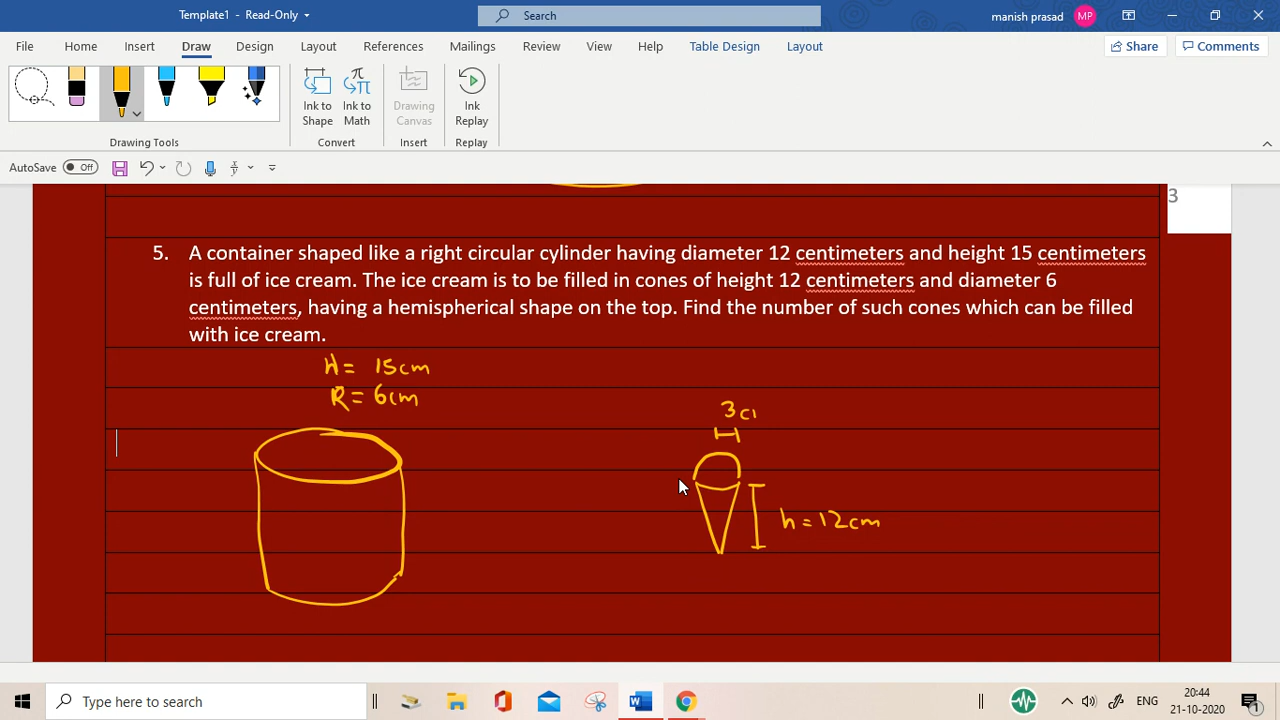 Template1 - Read-Only
Search
manish prasad
MP
File Home Insert Draw Design Layout References Mailings Review View Help Table Design Layout
Share
Comments
Ink to Shape
Ink to Math
Drawing Canvas
Ink Replay
Drawing Tools
Convert
Insert
Replay
AutoSave Off
3
5. A container shaped like a right circular cylinder having diameter 12 centimeters and height 15 centimeters
is full of ice cream. The ice cream is to be filled in cones of height 12 centimeters and diameter 6
centimeters, having a hemispherical shape on the top. Find the number of such cones which can be filled
with ice cream.
H = 15cm
R = 6cm
3c
h = 12cm
Type here to search
ENG
20:44
21-10-2020
1